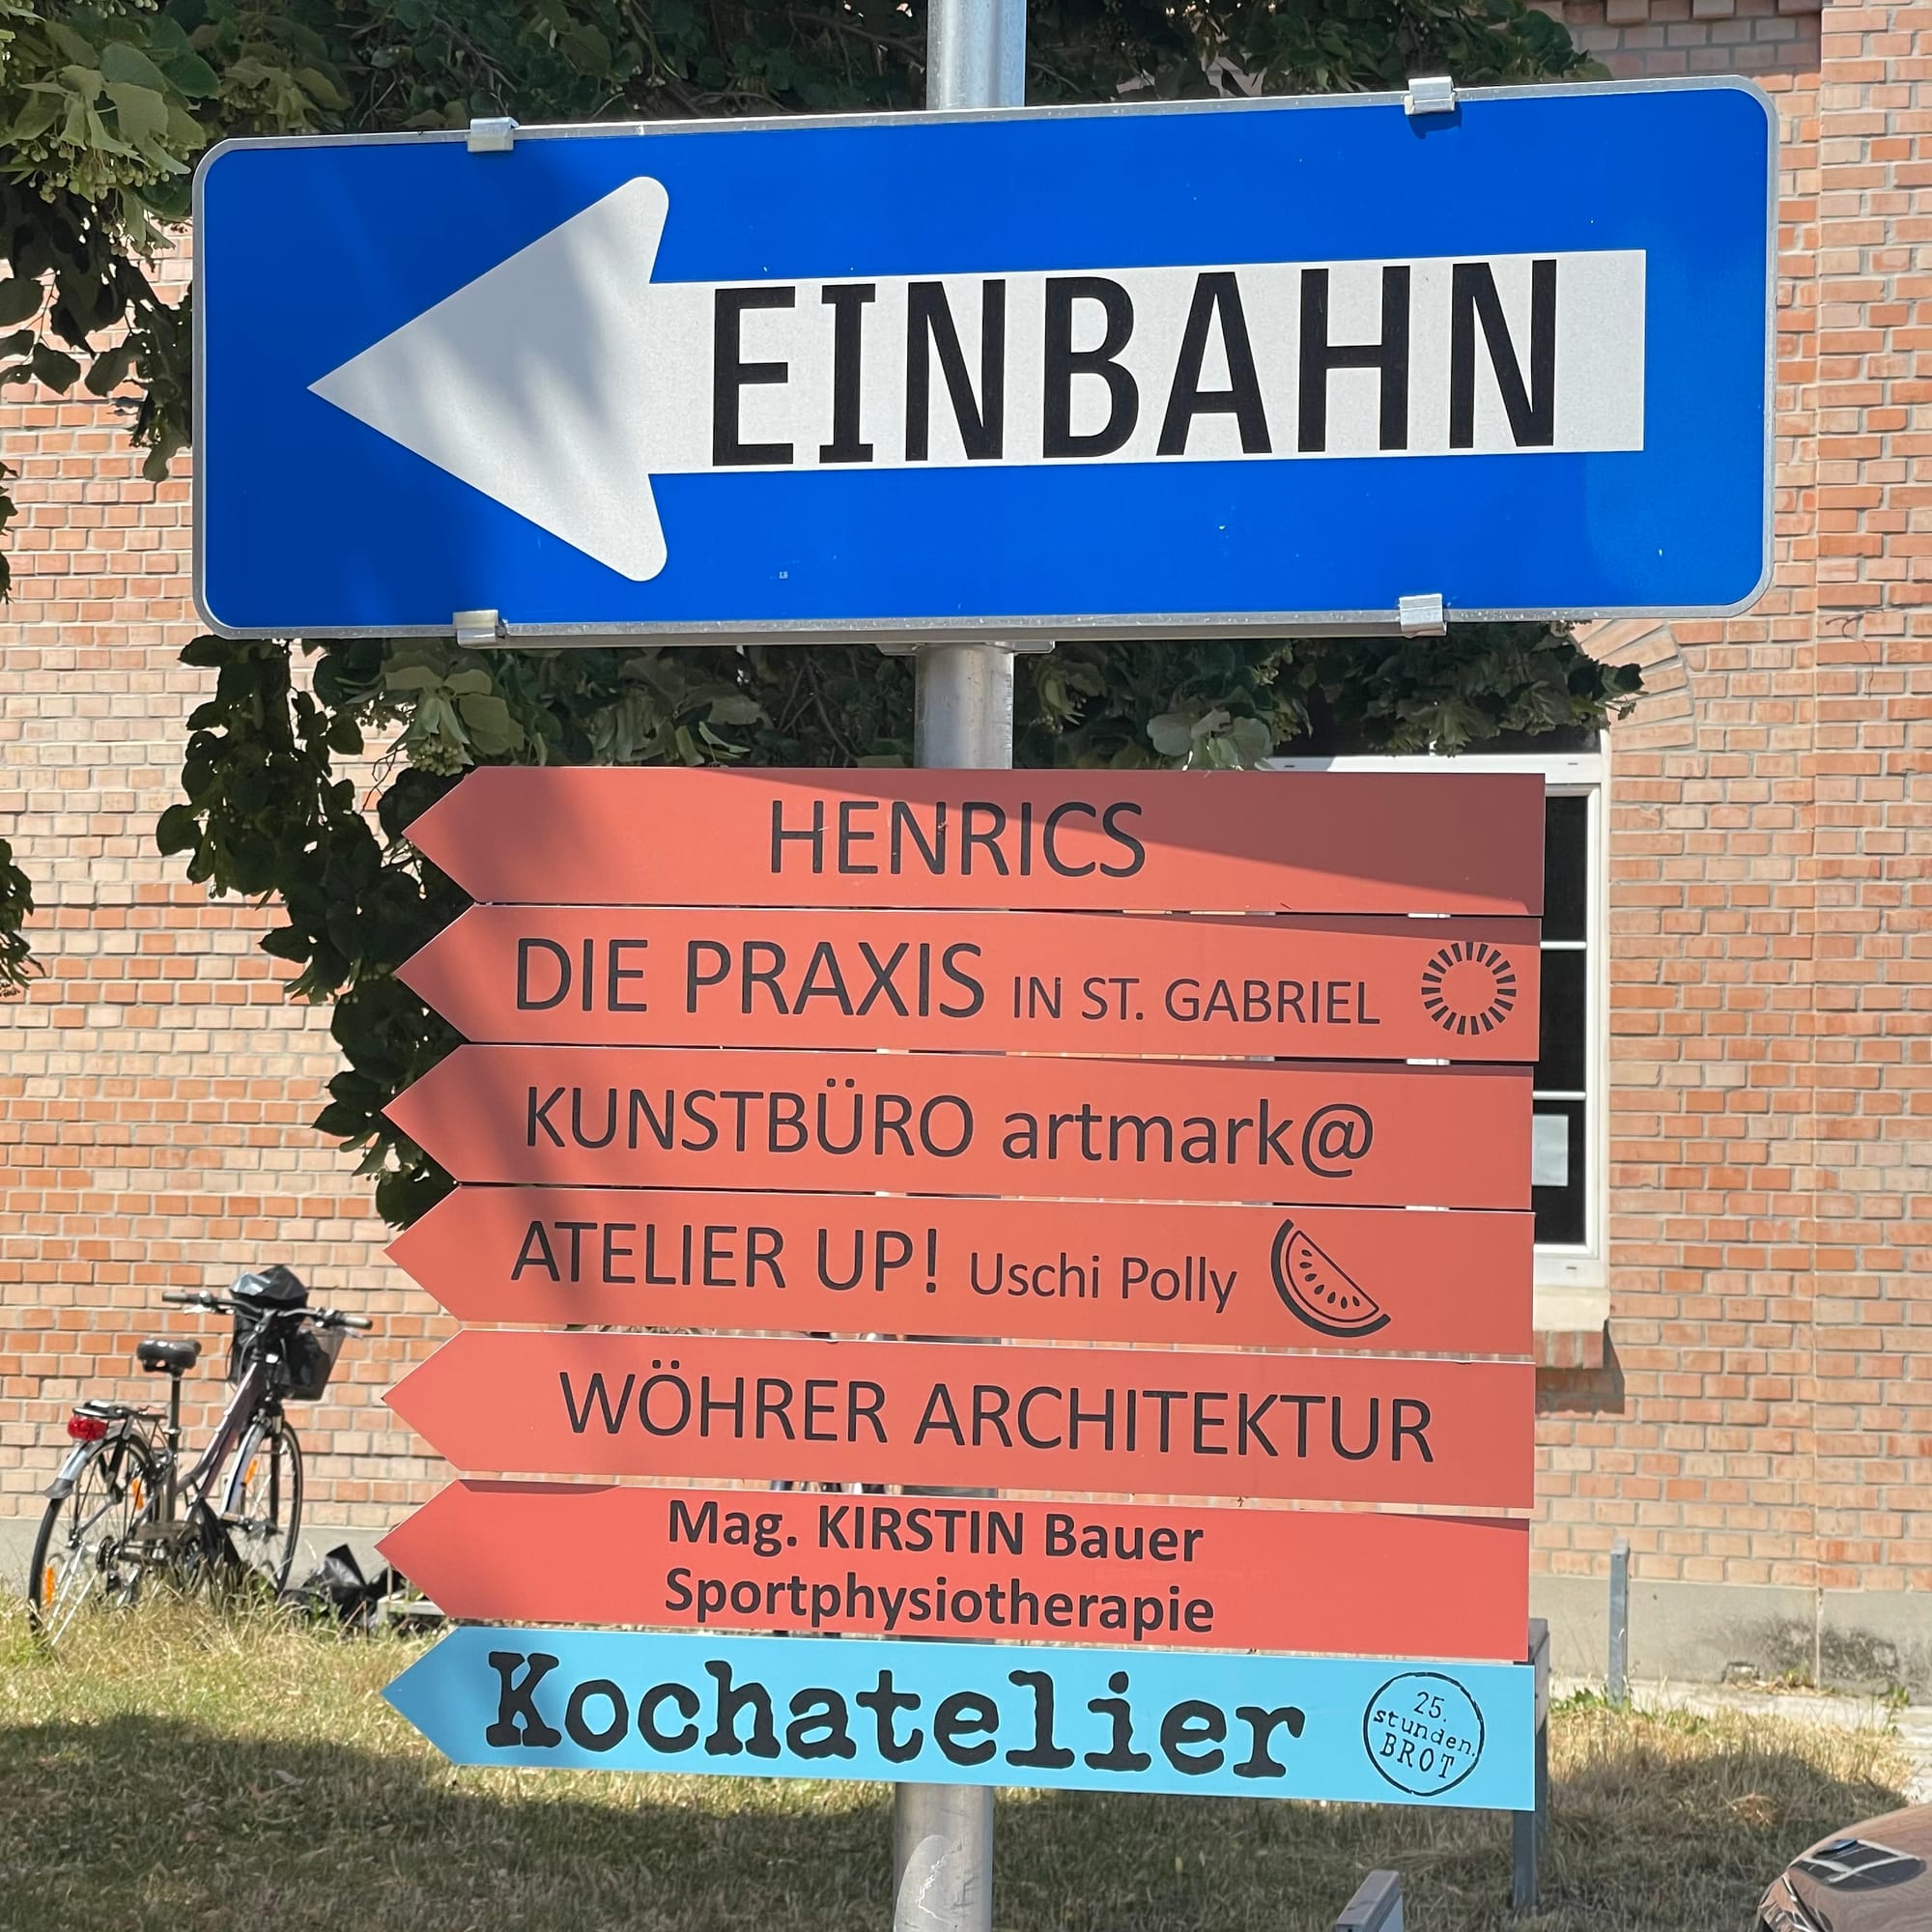 EINBAHN
HENRICS
DIE PRAXIS IN ST. GABRIEL
KUNSTBÜRO artmark@
ATELIER UP! Uschi Polly
WÖHRER ARCHITEKTUR
Mag. KIRSTIN Bauer
Sportphysiotherapie
Kochatelier
25.
stunden.
BROT